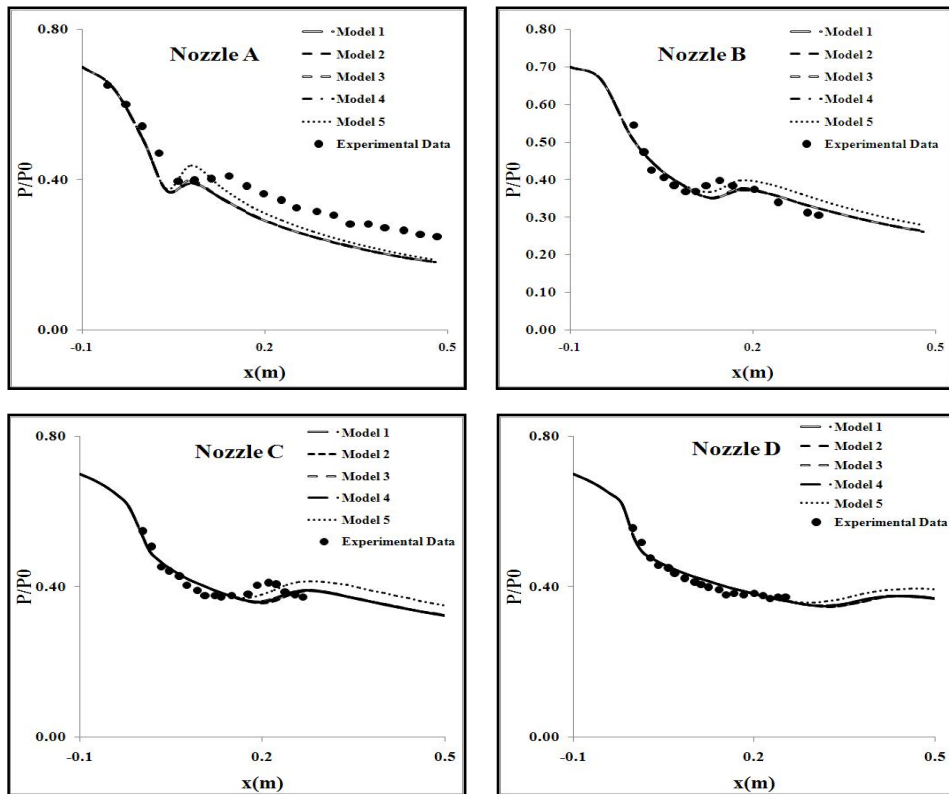 Nozzle A
Model 1
Model 2
Model 3
Model 4
Model 5
Experimental Data
P/P0
0.80
0.40
0.00
-0.1
0.2
0.5
x(m)
Nozzle B
Model 1
Model 2
Model 3
Model 4
Model 5
Experimental Data
P/P0
0.80
0.70
0.60
0.50
0.40
0.30
0.20
0.10
0.00
-0.1
0.2
0.5
x(m)
Nozzle C
Model 1
Model 2
Model 3
Model 4
Model 5
Experimental Data
P/P0
0.80
0.40
0.00
-0.1
0.2
0.5
x(m)
Nozzle D
Model 1
Model 2
Model 3
Model 4
Model 5
Experimental Data
P/P0
0.80
0.40
0.00
-0.1
0.2
0.5
x(m)